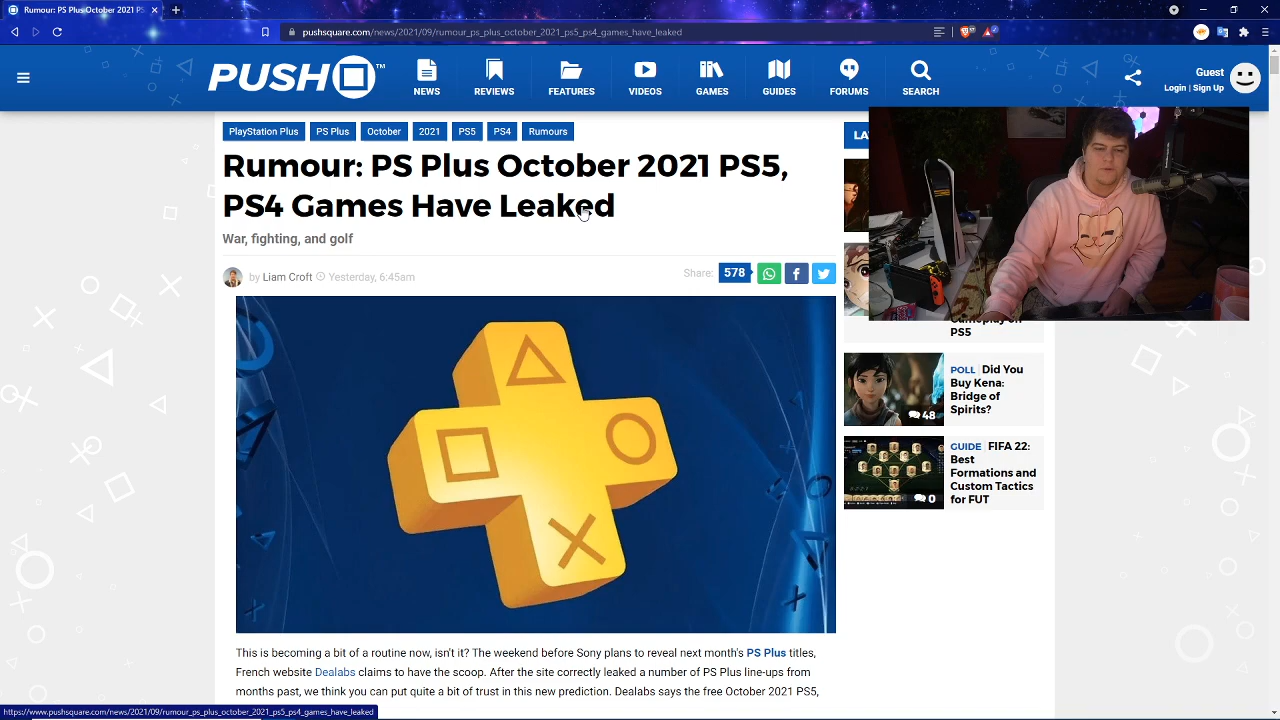 Rumour: PS Plus October 2021 PS
pushsquare.com/news/2021/09/rumour_ps_plus_october_2021_ps5_ps4_games_have_leaked
PUSH
NEWS
REVIEWS
FEATURES
VIDEOS
GAMES
GUIDES
FORUMS
SEARCH
Guest
Login | Sign Up
PlayStation Plus
PS Plus
October
2021
PS5
PS4
Rumours
LA
Rumour: PS Plus October 2021 PS5,
PS4 Games Have Leaked
War, fighting, and golf
by Liam Croft Yesterday, 6:45am
Share: 578
PS5
POLL Did You
Buy Kena:
Bridge of
Spirits?
48
GUIDE FIFA 22:
Best
Formations and
Custom Tactics
for FUT
0
This is becoming a bit of a routine now, isn't it? The weekend before Sony plans to reveal next month's PS Plus titles,
French website Dealabs claims to have the scoop. After the site correctly leaked a number of PS Plus line-ups from
months past, we think you can put quite a bit of trust in this new prediction. Dealabs says the free October 2021 PS5,
https://www.pushsquare.com/news/2021/09/rumour_ps_plus_october_2021_ps5_ps4_games_have_leaked